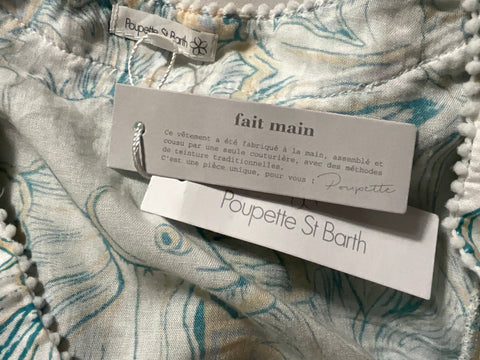 Poupette St Barth
fait main
Ce vêtement a été fabriqué à la main, assemblé et
cousu par une seule couturière, avec des méthodes
de teinture traditionnelles.
C'est une pièce unique, pour vous ! Poupette
Poupette St Barth